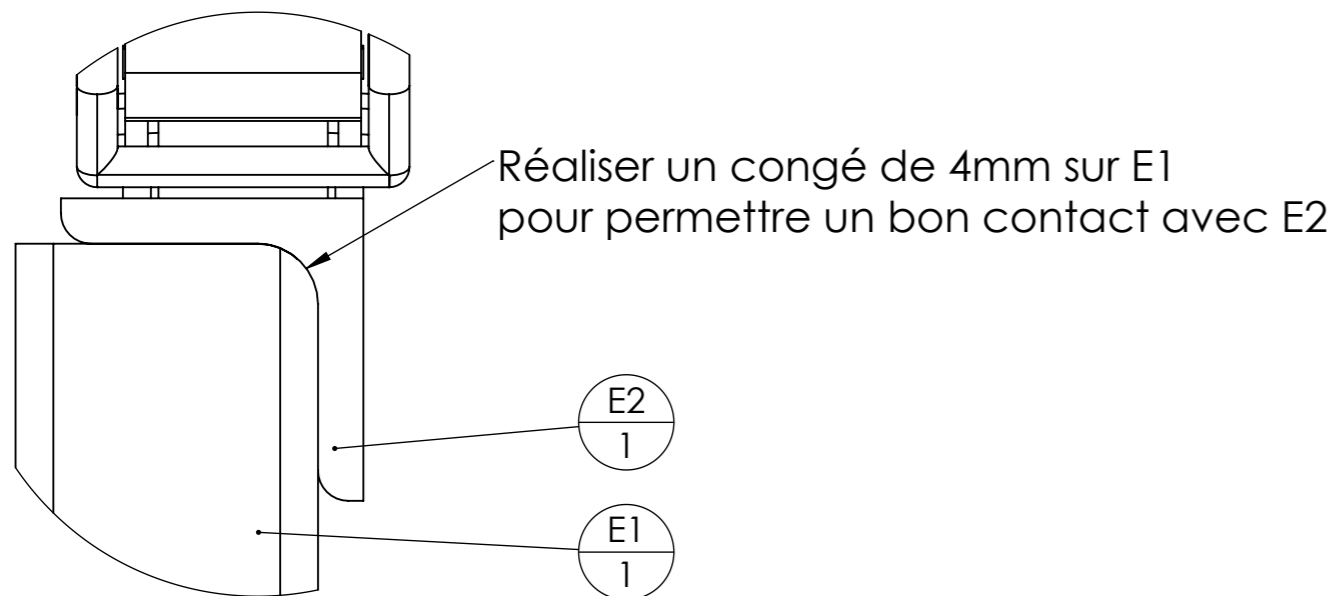 Réaliser un congé de 4mm sur E1
pour permettre un bon contact avec E2
E2
1
E1
1